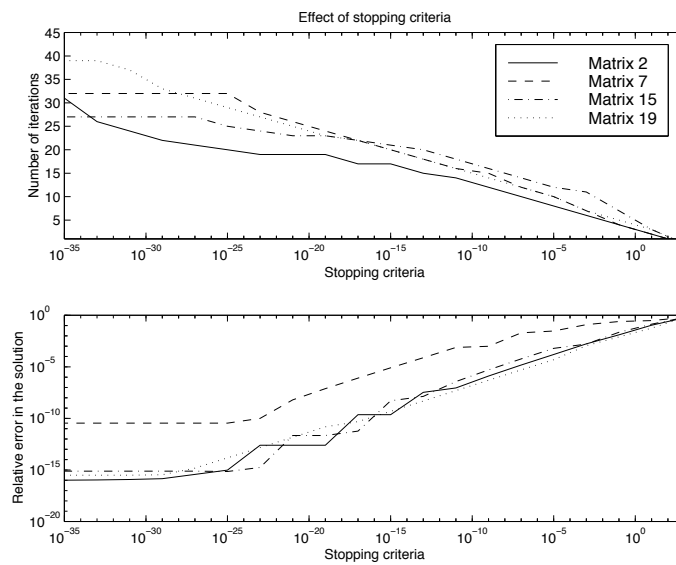 Effect of stopping criteria
45
40
35
30
25
20
15
10
5
Number of iterations
Matrix 2
Matrix 7
Matrix 15
Matrix 19
10^−35 10^−30 10^−25 10^−20 10^−15 10^−10 10^−5 10^0
Stopping criteria
10^0
10^−5
10^−10
10^−15
10^−20
Relative error in the solution
10^−35 10^−30 10^−25 10^−20 10^−15 10^−10 10^−5 10^0
Stopping criteria